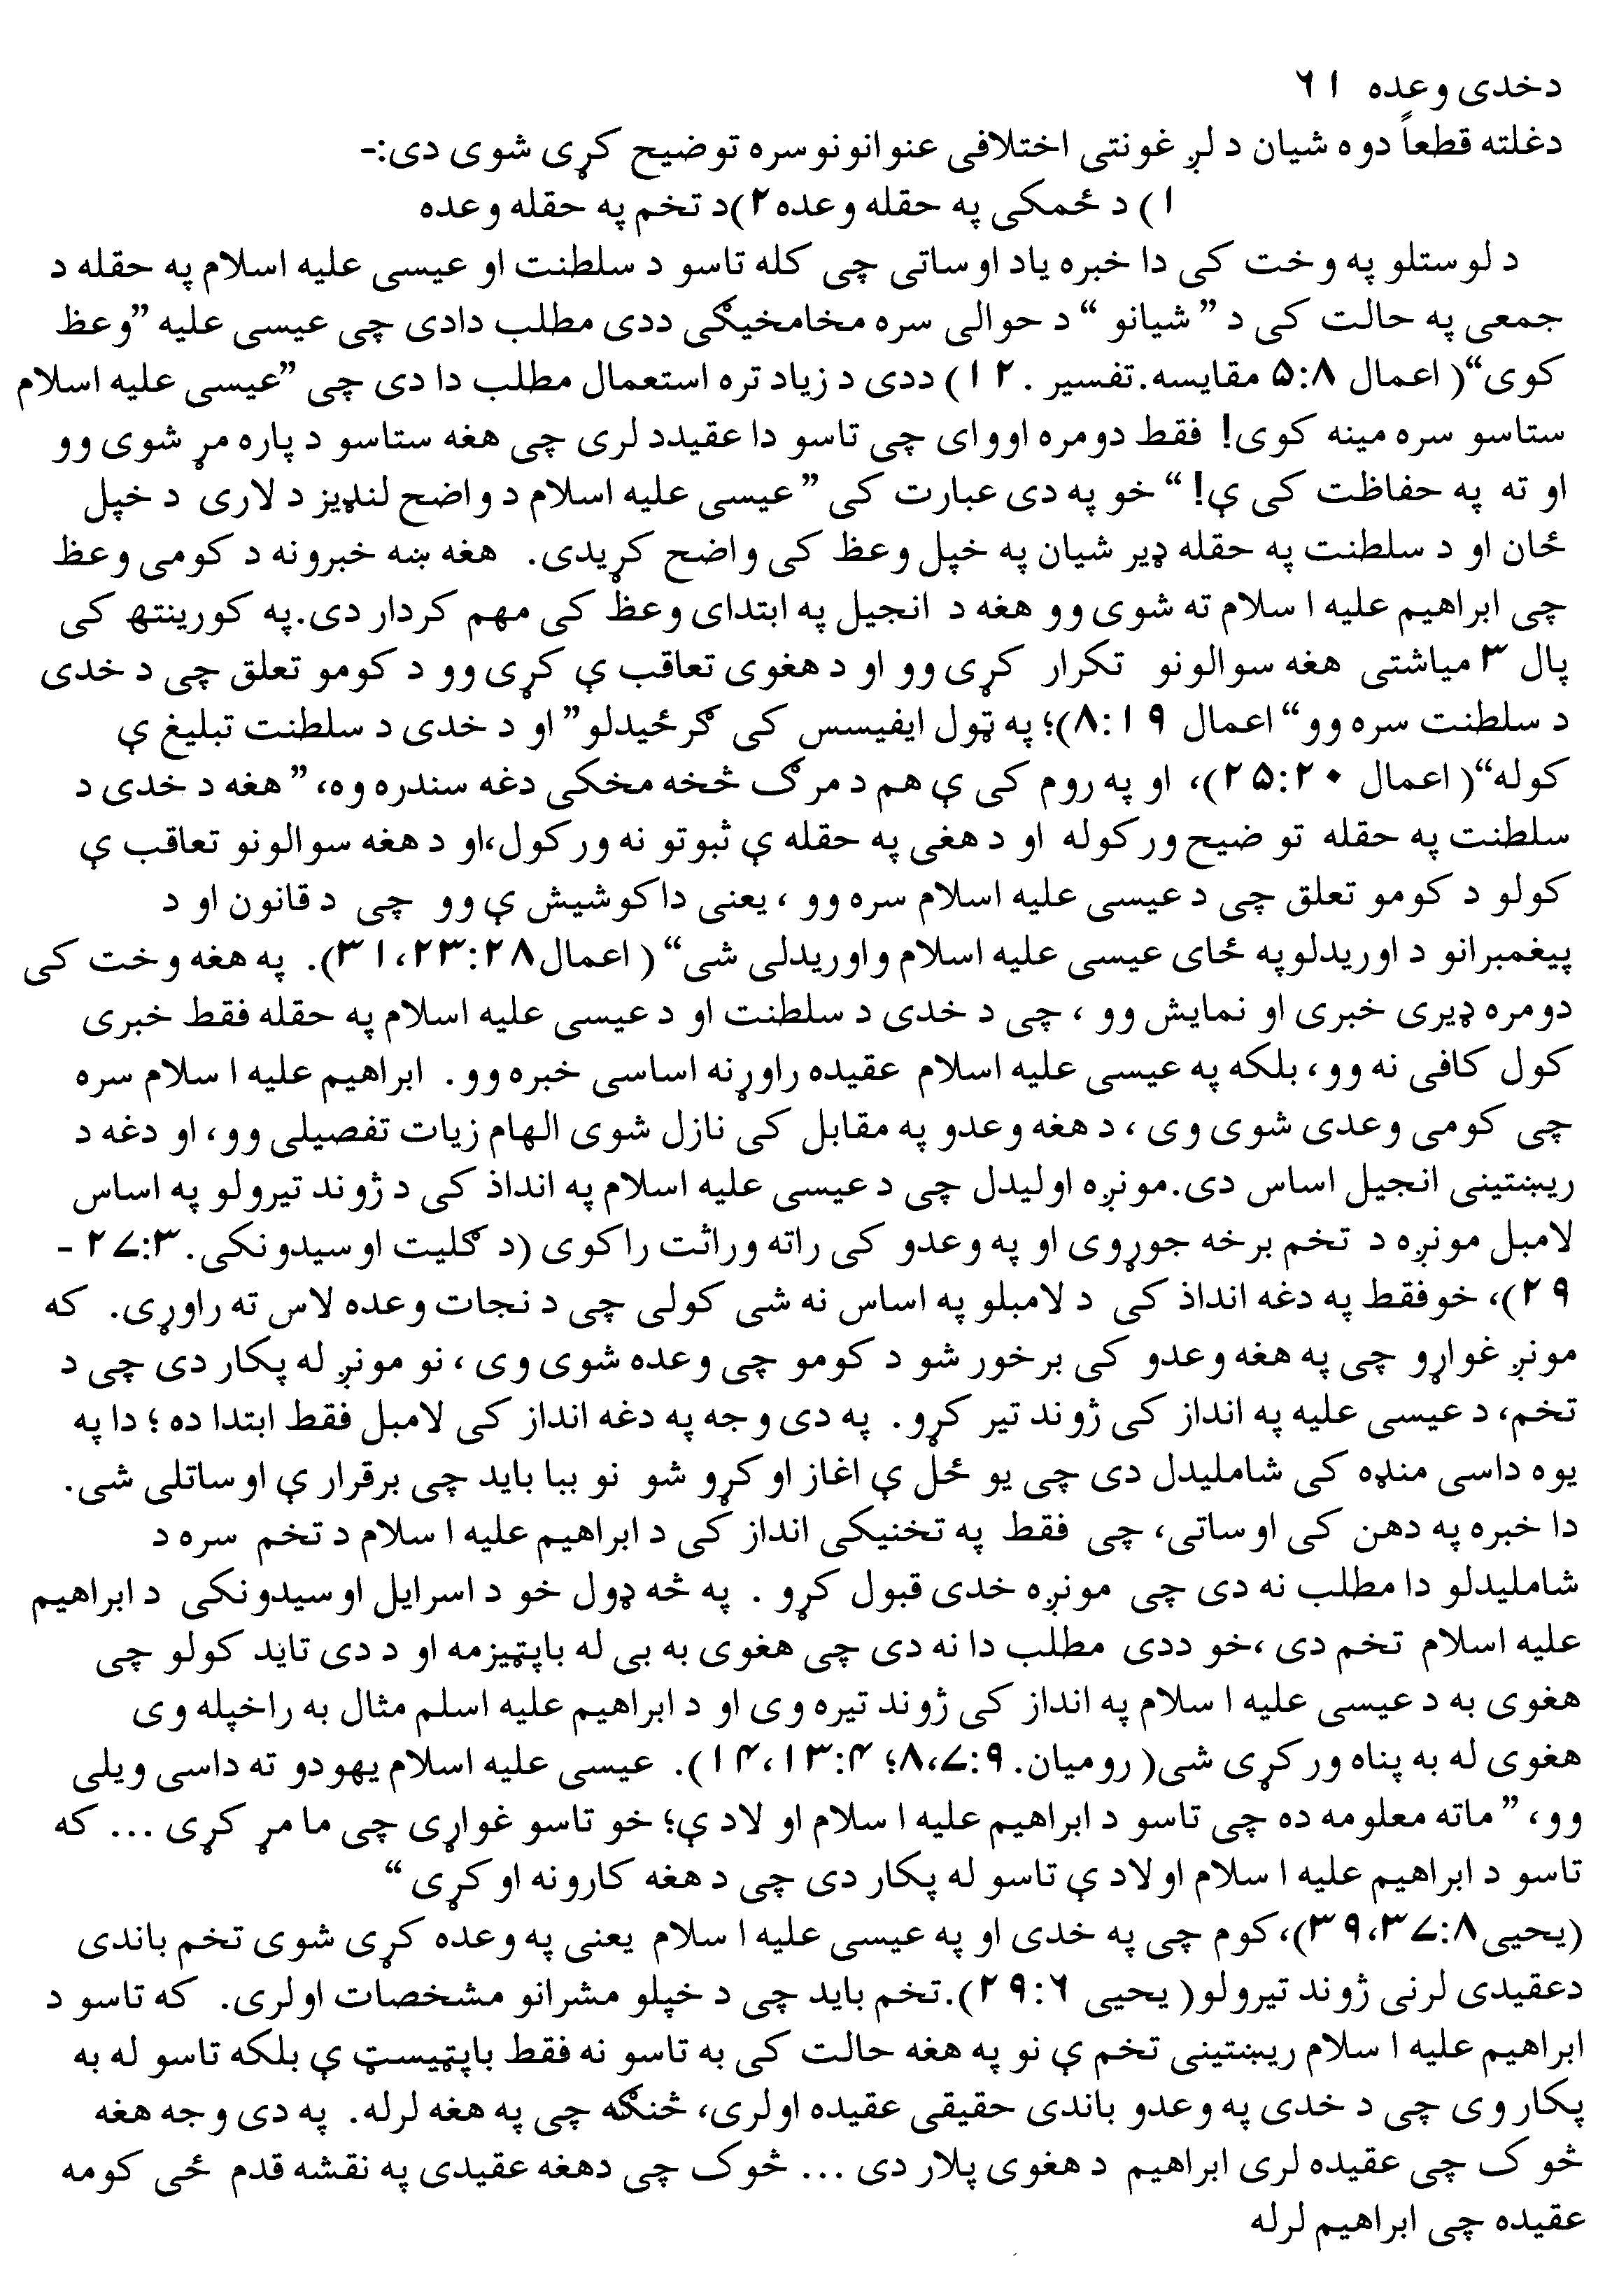 دخدی وعده ۶۱
دغلته قطعاً دوه شیان د لږ غونتی اختلافی عنوانونوسره توضیح کړی شوی دی:-
۱) د ځمکی په حقله وعده ۲)د تخم په حقله وعده
د لوستلو په وخت کی دا خبره یاد اوساتی چی کله تاسو د سلطنت او عیسی علیه اسلام په حقله د
جمعی په حالت کی د ”شیانو “ د حوالی سره مخامخیګی ددی مطلب دادی چی عیسی علیه ”وعظ
کوی“( اعمال ۵:۸ مقایسه.تفسیر .۱۲) ددی د زیاد تره استعمال مطلب دا دی چی ”عیسی علیه اسلام
ستاسو سره مینه کوی! فقط دومره اووای چی تاسو دا عقیدد لری چی هغه ستاسو د پاره مړ شوی وو
او ته په حفاظت کی ې! “ خو په دی عبارت کی ”عیسی علیه اسلام د واضح لنډیز د لاری د خپل
ځان او د سلطنت په حقله ډیر شیان په خپل وعظ کی واضح کړیدی. هغه ښه خبرونه د کومی وعظ
چی ابراهیم علیه ا سلام ته شوی وو هغه د انجیل په ابتدای وعظ کی مهم کردار دی.په کورینتھ کی
پال ۳ میاشتی هغه سوالونو تکرار کړی وو او د هغوی تعاقب ې کړی وو د کومو تعلق چی د خدی
د سلطنت سره وو“ اعمال ۸:۱۹)؛ په ټول ایفیسس کی ګرځیدلو” او د خدی د سلطنت تبلیغ ې
کوله“( اعمال ۲۵:۲۰)، او په روم کی ې هم د مرګ څخه مخکی دغه سندره وه، ”هغه د خدی د
سلطنت په حقله تو ضیح ورکوله او د هغی په حقله ې ثبوتو نه ورکول،او د هغه سوالونو تعاقب ې
کولو د کومو تعلق چی د عیسی علیه اسلام سره وو ، یعنی داکوشیش ې وو چی د قانون او د
پیغمبرانو د اوریدلوپه ځای عیسی علیه اسلام واوریدلی شی“ ( اعمال۲۳:۲۸، ۳۱). په هغه وخت کی
دومره ډیری خبری او نمایش وو ، چی د خدی د سلطنت او د عیسی علیه اسلام په حقله فقط خبری
کول کافی نه وو، بلکه په عیسی علیه اسلام عقیده راوړنه اساسی خبره وو. ابراهیم علیه ا سلام سره
چی کومی وعدی شوی وی ، د هغه وعدو په مقابل کی نازل شوی الهام زیات تفصیلی وو، او دغه د
ریښتینی انجیل اساس دی.مونږه اولیدل چی د عیسی علیه اسلام په انداذ کی د ژوند تیرولو په اساس
لامبل مونږه د تخم برخه جوړوی او په وعدو کی راته وراثت راکوی (د ګلیت اوسیدونکی. ۲۷:۳ -
۲۹)، خوفقط په دغه انداذ کی د لامبلو په اساس نه شی کولی چی د نجات وعده لاس ته راوړی. که
مونږ غواړو چی په هغه وعدو کی برخور شو د کومو چی وعده شوی وی ، نو مونږ له پکار دی چی د
تخم، د عیسی علیه په انداز کی ژوند تیر کړو. په دی وجه په دغه انداز کی لامبل فقط ابتدا ده ؛ دا په
یوه داسی منډه کی شاملیدل دی چی یو ځل ې اغاز اوکړو شو نو ببا باید چی برقرار ې اوساتلی شی.
دا خبره په دهن کی اوساتی، چی فقط په تخنیکی انداز کی د ابراهیم علیه ا سلام د تخم سره د
شاملیدلو دا مطلب نه دی چی مونږه خدی قبول کړو . په څه ډول خو د اسرایل اوسیدونکی د ابراهیم
علیه اسلام تخم دی ،خو ددی مطلب دا نه دی چی هغوی به بی له باپټیزمه او د دی تاید کولو چی
هغوی به د عیسی علیه ا سلام په انداز کی ژوند تیره وی او د ابراهیم علیه اسلم مثال به راخپله وی
هغوی له به پناه ورکړی شی( رومیان. ۷:۹،۸؛ ۱۳:۴، ۱۴). عیسی علیه اسلام یهودو ته داسی ویلی
وو، ”ماته معلومه ده چی تاسو د ابراهیم علیه ا سلام او لاد ې؛ خو تاسو غواړی چی ما مړ کړی ... که
تاسو د ابراهیم علیه ا سلام اولاد ې تاسو له پکار دی چی د هغه کارونه اوکړی “
(یحیی۳۷:۸، ۳۹)،کوم چی په خدی او په عیسی علیه ا سلام یعنی په وعده کړی شوی تخم باندی
دعقیدی لرنی ژوند تیرولو( یحیی ۲۹:۶).تخم باید چی د خپلو مشرانو مشخصات اولری. که تاسو د
ابراهیم علیه ا سلام ریښتینی تخم ې نو په هغه حالت کی به تاسو نه فقط باپټیسټ ې بلکه تاسو له به
پکار وی چی د خدی په وعدو باندی حقیقی عقیده اولری، څنګه چی په هغه لرله. په دی وجه هغه
څو ک چی عقیده لری ابراهیم د هغوی پلار دی ... څوک چی دهغه عقیدی په نقشه قدم ځی کومه
عقیده چی ابراهیم لرله